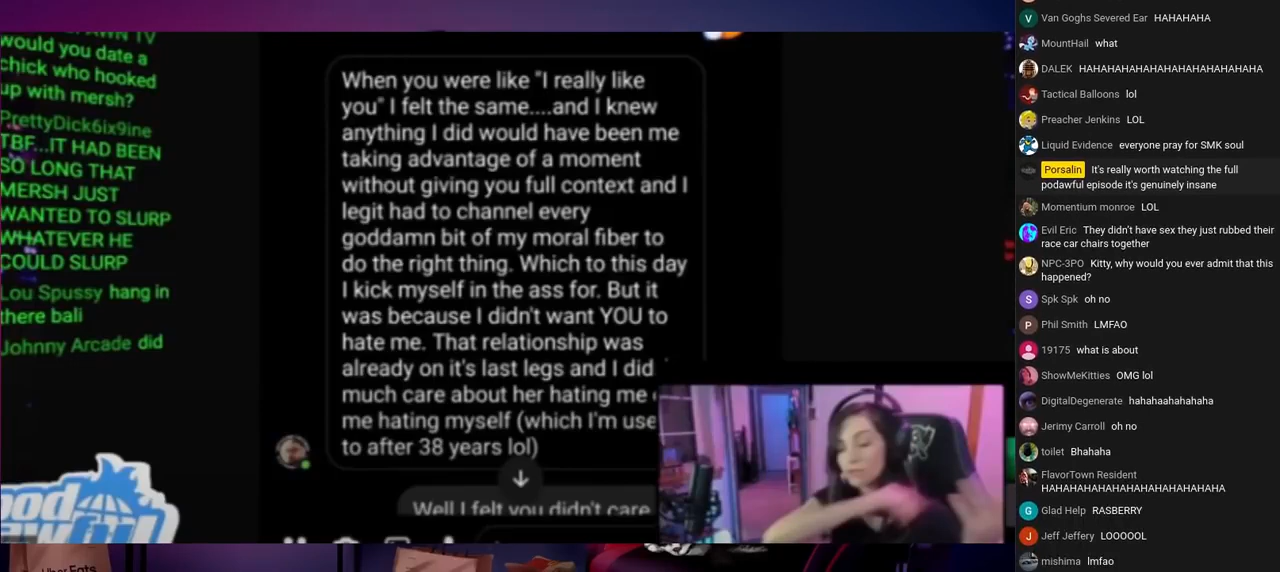 would you date a
chick who hooked
up with mersh?
PrettyDick6ix9ine
TBF...IT HAD BEEN
SO LONG THAT
MERSH JUST
WANTED TO SLURP
WHATEVER HE
COULD SLURP
Lou Spussy hang in
there bali
Johnny Arcade did
When you were like "I really like
you" I felt the same....and I knew
anything I did would have been me
taking advantage of a moment
without giving you full context and I
legit had to channel every
goddamn bit of my moral fiber to
do the right thing. Which to this day
I kick myself in the ass for. But it
was because I didn't want YOU to
hate me. That relationship was
already on it's last legs and I did
much care about her hating me
me hating myself (which I'm use
to after 38 years lol)
Well I felt you didn't care
Uber Eats
V Van Goghs Severed Ear HAHAHAHA
MountHail what
DALEK HAHAHAHAHAHAHAHAHAHAHAHA
Tactical Balloons lol
Preacher Jenkins LOL
Liquid Evidence everyone pray for SMK soul
Porsalin It's really worth watching the full
podawful episode it's genuinely insane
Momentium monroe LOL
Evil Eric They didn't have sex they just rubbed their
race car chairs together
NPC-3PO Kitty, why would you ever admit that this
happened?
S Spk Spk oh no
Phil Smith LMFAO
19175 what is about
ShowMeKitties OMG lol
DigitalDegenerate hahahaahahahaha
Jerimy Carroll oh no
toilet Bhahaha
FlavorTown Resident
HAHAHAHAHAHAHAHAHAHAHAHA
G Glad Help RASBERRY
J Jeff Jeffery LOOOOOL
mishima lmfao